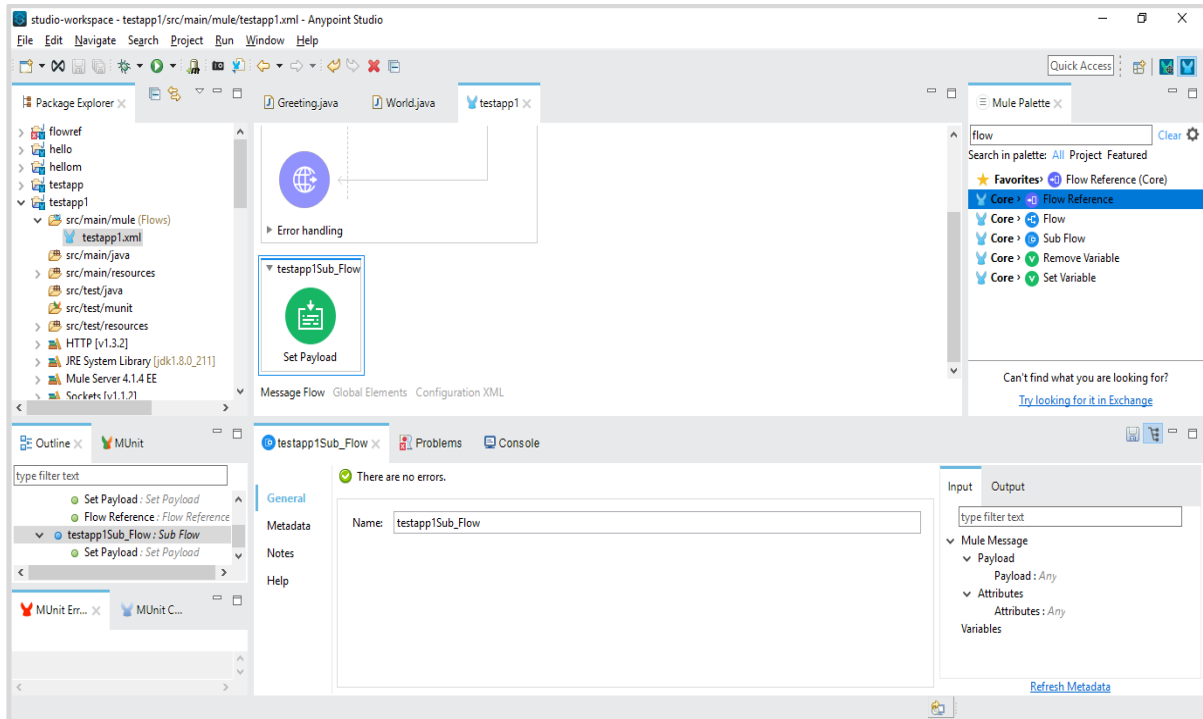 studio-workspace - testapp1/src/main/mule/testapp1.xml - Anypoint Studio
File Edit Navigate Search Project Run Window Help
Quick Access
Package Explorer
flowref
hello
hellom
testapp
testapp1
src/main/mule (Flows)
testapp1.xml
src/main/java
src/main/resources
src/test/java
src/test/munit
src/test/resources
HTTP [v1.3.2]
JRE System Library [jdk1.8.0_211]
Mule Server 4.1.4 EE
Sockets [v1.1.2]
Greeting.java World.java testapp1
Error handling
testapp1Sub_Flow
Set Payload
Message Flow Global Elements Configuration XML
Mule Palette
flow Clear
Search in palette: All Project Featured
Favorites> Flow Reference (Core)
Core > Flow Reference
Core > Flow
Core > Sub Flow
Core > Remove Variable
Core > Set Variable
Can't find what you are looking for?
Try looking for it in Exchange
Outline MUnit
type filter text
Set Payload : Set Payload
Flow Reference : Flow Reference
testapp1Sub_Flow : Sub Flow
Set Payload : Set Payload
MUnit Err... MUnit C...
testapp1Sub_Flow Problems Console
There are no errors.
General
Metadata
Notes
Help
Name: testapp1Sub_Flow
Input Output
type filter text
Mule Message
Payload
Payload : Any
Attributes
Attributes : Any
Variables
Refresh Metadata